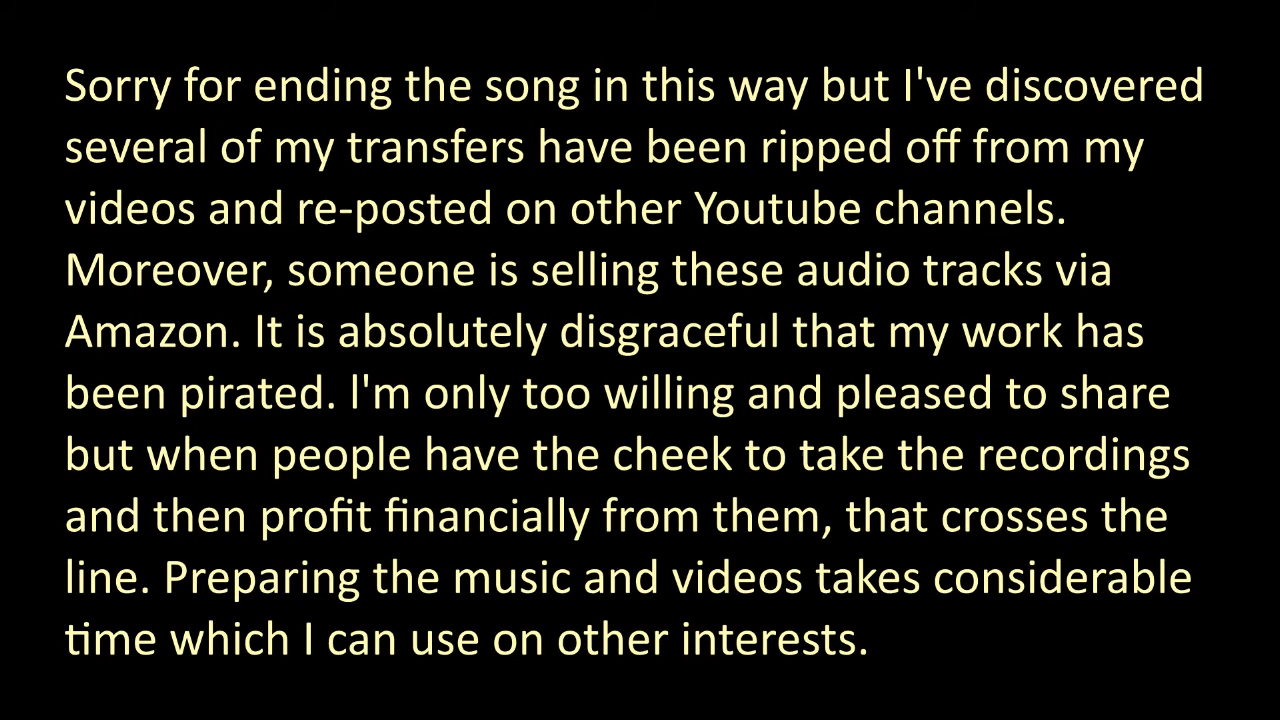 Sorry for ending the song in this way but I've discovered
several of my transfers have been ripped off from my
videos and re-posted on other Youtube channels.
Moreover, someone is selling these audio tracks via
Amazon. It is absolutely disgraceful that my work has
been pirated. I'm only too willing and pleased to share
but when people have the cheek to take the recordings
and then profit financially from them, that crosses the
line. Preparing the music and videos takes considerable
time which I can use on other interests.